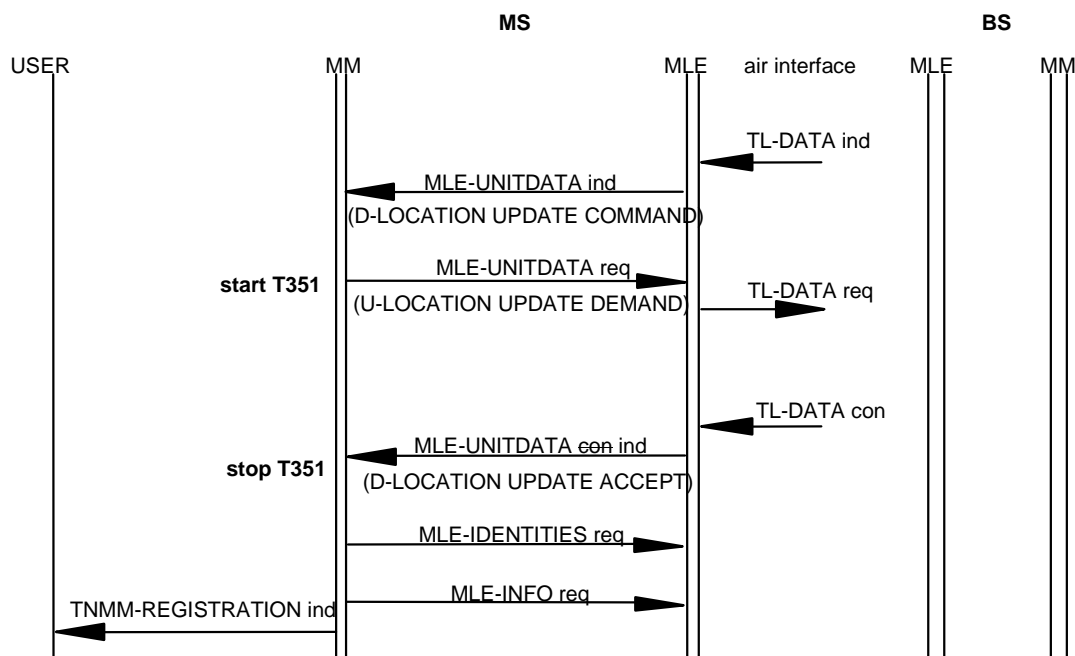 MS BS
USER MM MLE air interface MLE MM
TL-DATA ind
MLE-UNITDATA ind
(D-LOCATION UPDATE COMMAND)
MLE-UNITDATA req
start T351
(U-LOCATION UPDATE DEMAND)
TL-DATA req
TL-DATA con
MLE-UNITDATA con ind
stop T351
(D-LOCATION UPDATE ACCEPT)
MLE-IDENTITIES req
MLE-INFO req
TNMM-REGISTRATION ind